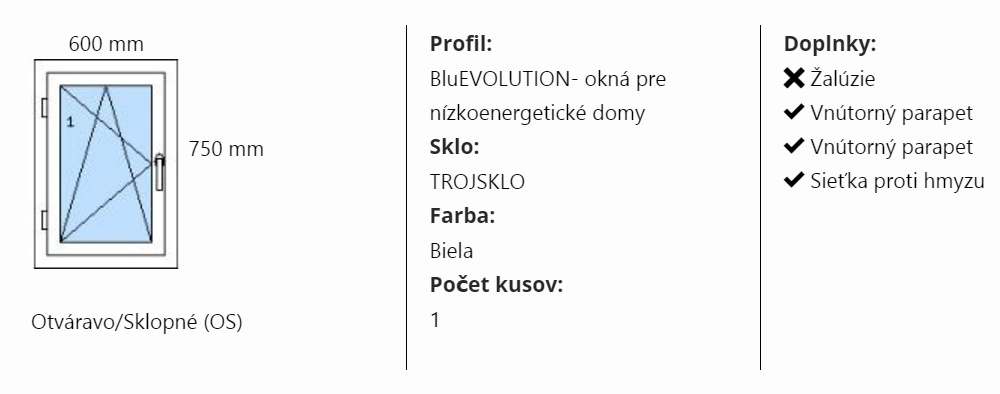 600 mm
1
750 mm
Otváravo/Sklopné (OS)
Profil:
BluEVOLUTION- okná pre
nízkoenergetické domy
Sklo:
TROJSKLO
Farba:
Biela
Počet kusov:
1
Doplnky:
Žalúzie
Vnútorný parapet
Vnútorný parapet
Sieťka proti hmyzu